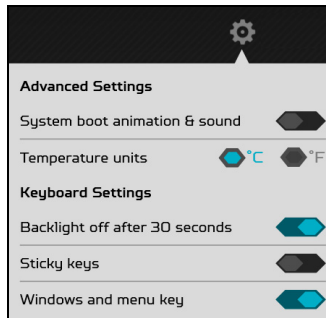 Advanced Settings
System boot animation & sound
Temperature units °C °F
Keyboard Settings
Backlight off after 30 seconds
Sticky keys
Windows and menu key